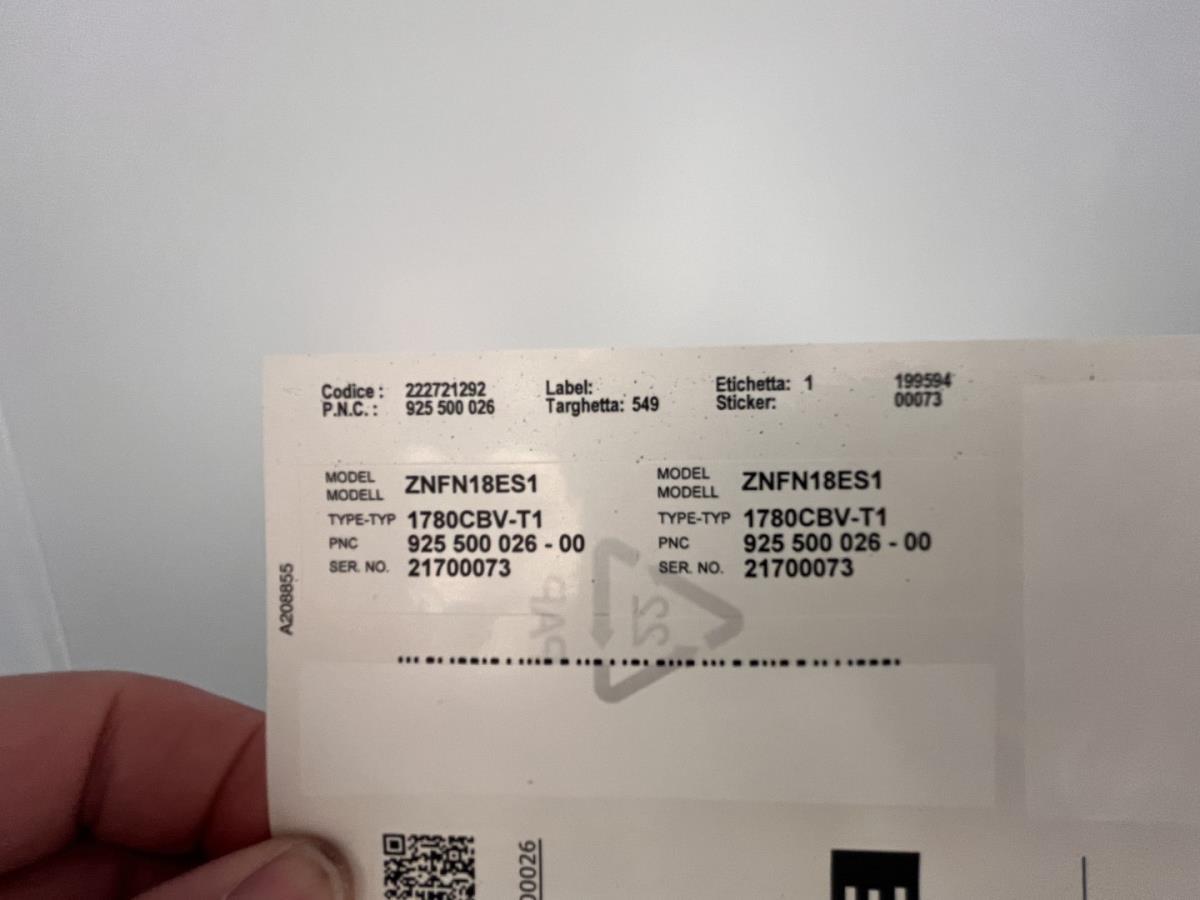 Codice : 222721292 Label: Etichetta: 1 199594
P.N.C. : 925 500 026 Targhetta: 549 Sticker: 00073
MODEL
MODELL ZNFN18ES1
TYPE-TYP 1780CBV-T1
PNC 925 500 026 - 00
SER. NO. 21700073
MODEL
MODELL ZNFN18ES1
TYPE-TYP 1780CBV-T1
PNC 925 500 026 - 00
SER. NO. 21700073
A208855
PAP
22
00026